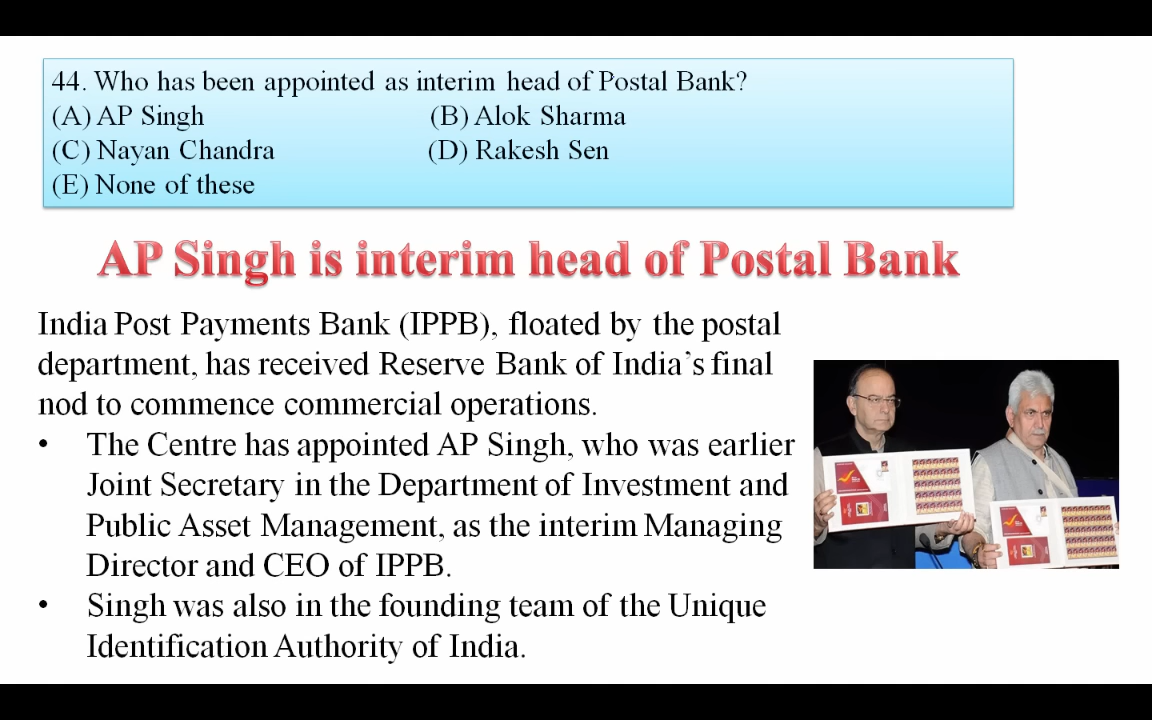 44. Who has been appointed as interim head of Postal Bank?
(A) AP Singh (B) Alok Sharma
(C) Nayan Chandra (D) Rakesh Sen
(E) None of these
AP Singh is interim head of Postal Bank
India Post Payments Bank (IPPB), floated by the postal
department, has received Reserve Bank of India’s final
nod to commence commercial operations.
• The Centre has appointed AP Singh, who was earlier
Joint Secretary in the Department of Investment and
Public Asset Management, as the interim Managing
Director and CEO of IPPB.
• Singh was also in the founding team of the Unique
Identification Authority of India.